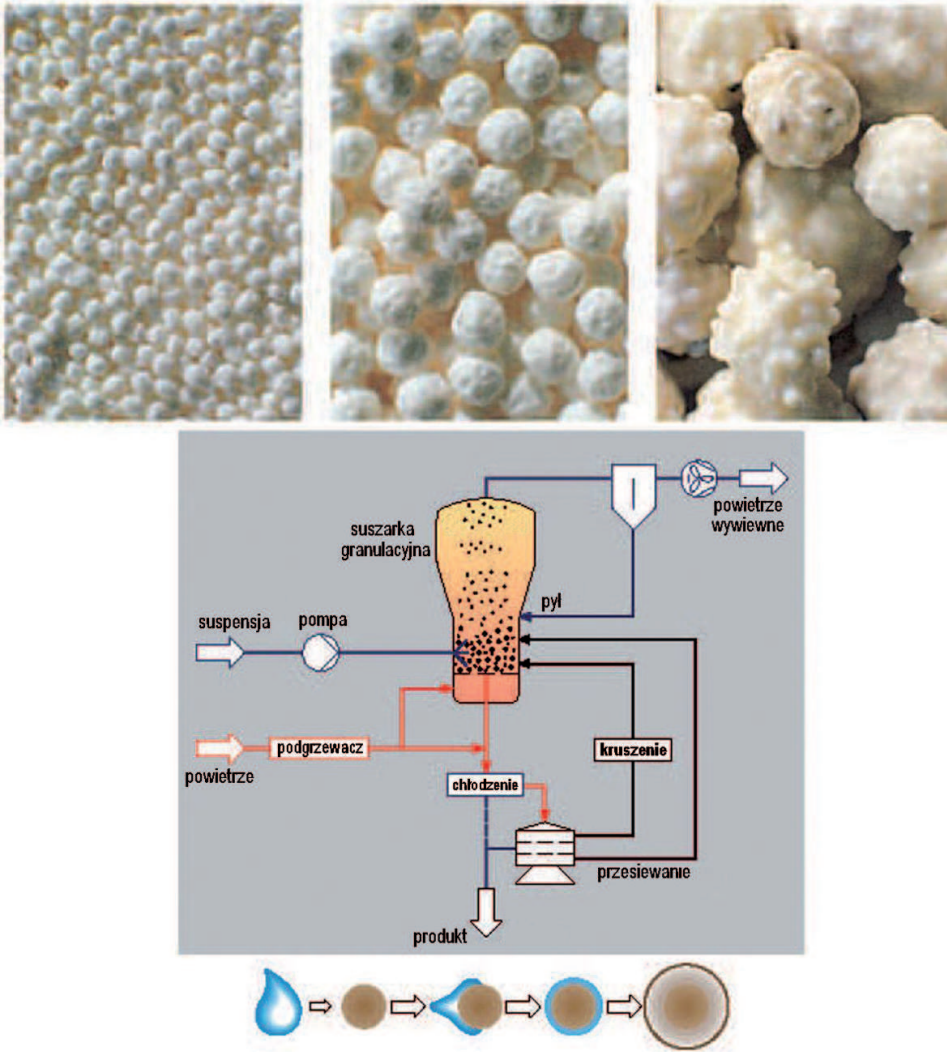 powietrze
wywiewne
suszarka
granulacyjna
pył
suspensja
pompa
podgrzewacz
powietrze
kruszenie
chłodzenie
przesiewanie
produkt